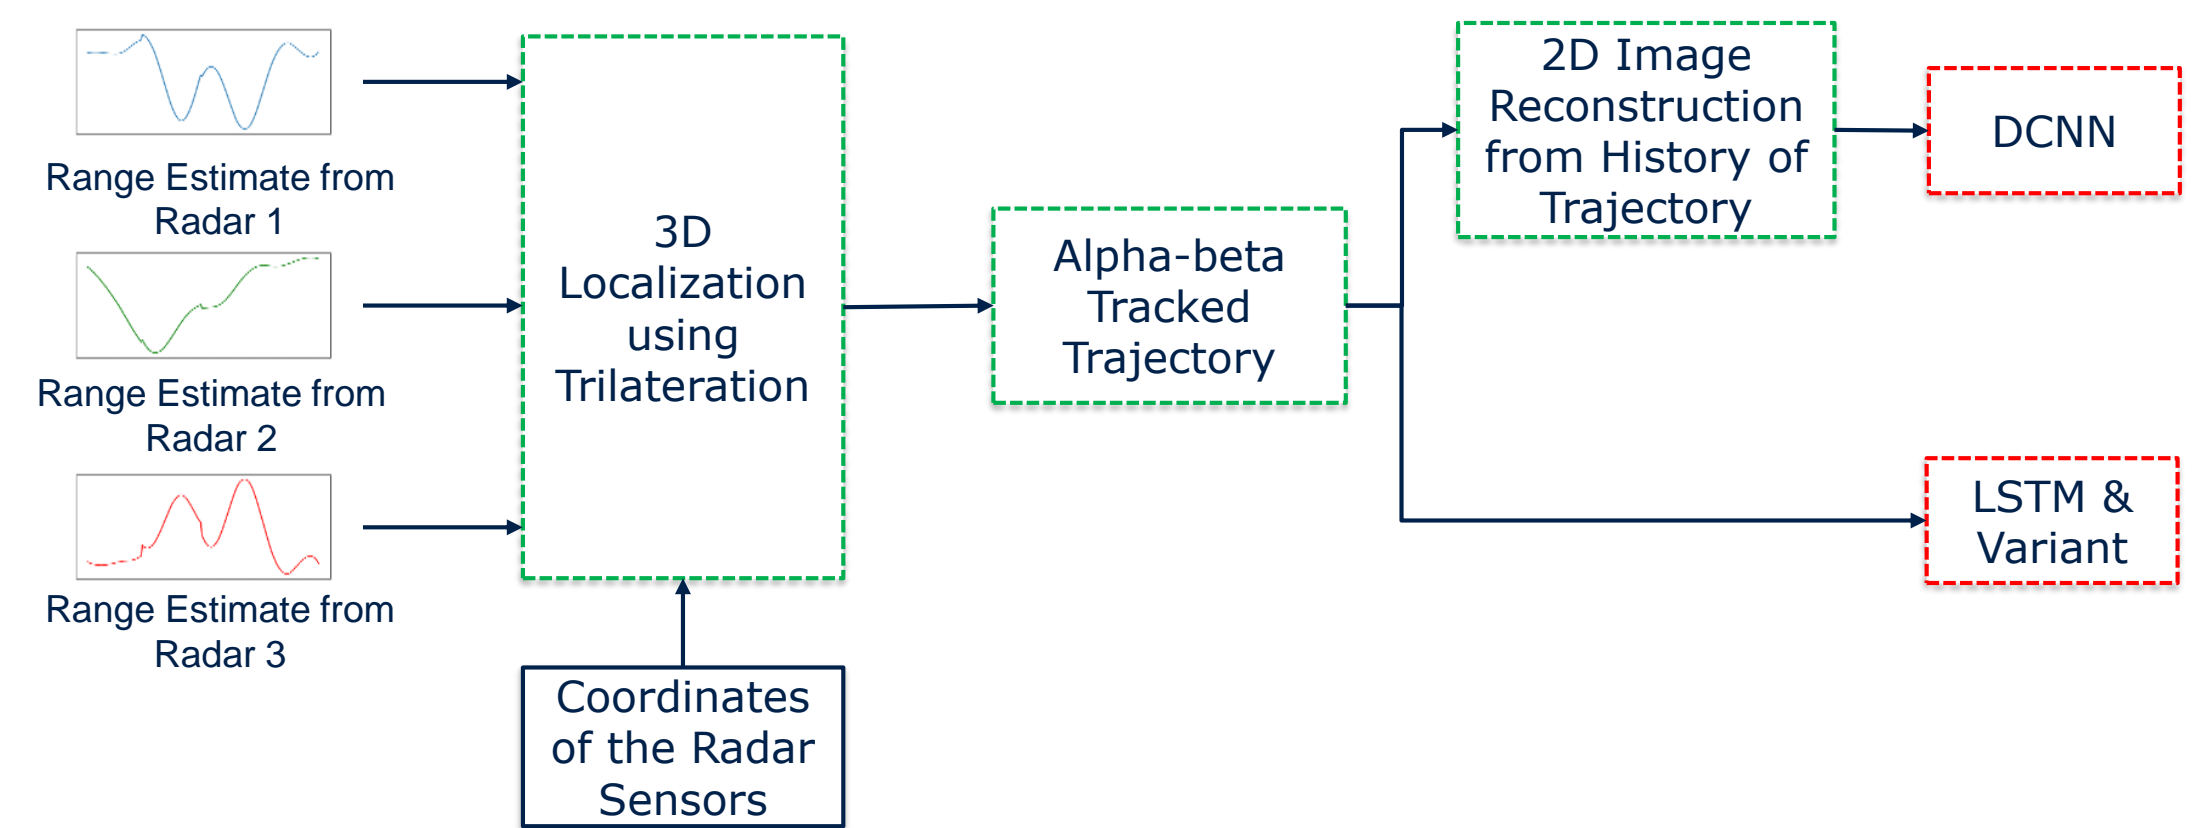 Range Estimate from
Radar 1
Range Estimate from
Radar 2
Range Estimate from
Radar 3
3D
Localization
using
Trilateration
Coordinates
of the Radar
Sensors
Alpha-beta
Tracked
Trajectory
2D Image
Reconstruction
from History of
Trajectory
DCNN
LSTM &
Variant